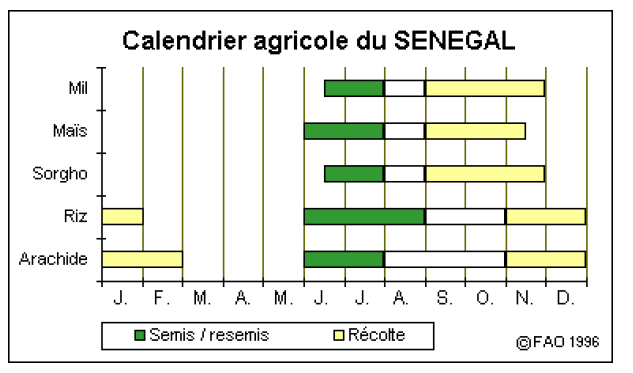 Calendrier agricole du SENEGAL
Mil
Maïs
Sorgho
Riz
Arachide
J. F. M. A. M. J. J. A. S. O. N. D.
Semis / resemis Récolte
©FAO 1996